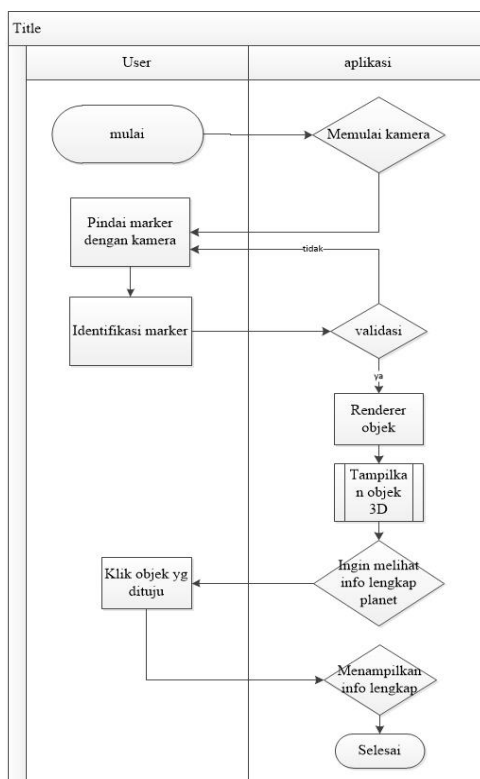 Title
User
aplikasi
mulai
Memulai kamera
Pindai marker
dengan kamera
tidak
Identifikasi marker
validasi
ya
Renderer
objek
Tampilka
n objek
3D
Ingin melihat
info lengkap
planet
Klik objek yg
dituju
Menampilkan
info lengkap
Selesai